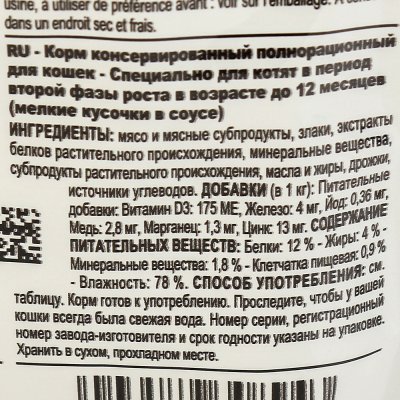 usine, à utiliser de préférence avant : voir sur l'emballage. À
dans un endroit sec et frais.
RU - Корм консервированный полнорационный
для кошек - Специально для котят в период
второй фазы роста в возрасте до 12 месяцев
(мелкие кусочки в соусе)
ИНГРЕДИЕНТЫ: мясо и мясные субпродукты, злаки, экстракты
белков растительного происхождения, минеральные вещества,
субпродукты растительного происхождения, масла и жиры, дрожжи,
источники углеводов. ДОБАВКИ (в 1 кг): Питательные
добавки: Витамин D3: 175 ME, Железо: 4 мг, Йод: 0,36 мг,
Медь: 2,8 мг, Марганец: 1,3 мг, Цинк: 13 мг. СОДЕРЖАНИЕ
ПИТАТЕЛЬНЫХ ВЕЩЕСТВ: Белки: 12 % - Жиры: 4 % -
Минеральные вещества: 1,8 % - Клетчатка пищевая: 0,9 %
- Влажность: 78 %. СПОСОБ УПОТРЕБЛЕНИЯ: см.
таблицу. Корм готов к употреблению. Проследите, чтобы у вашей
кошки всегда была свежая вода. Номер серии, регистрационный
номер завода-изготовителя и срок годности указаны на упаковке.
Хранить в сухом, прохладном месте.